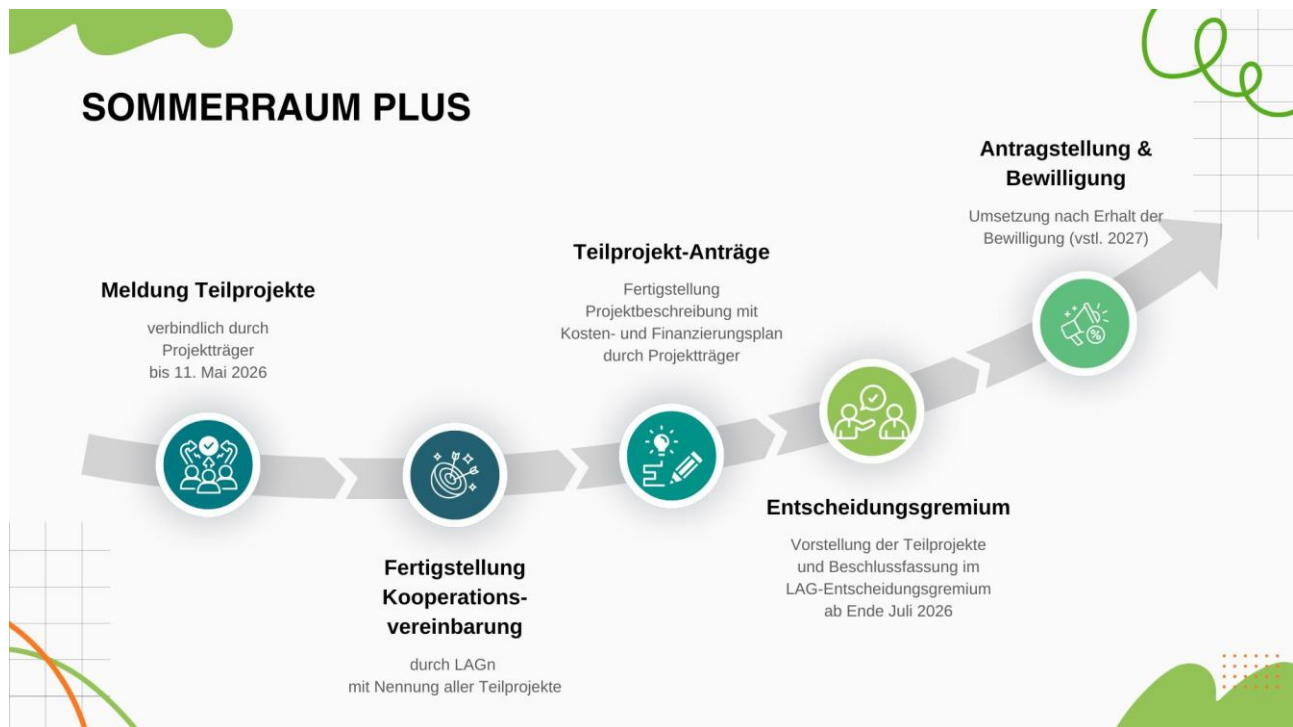 SOMMERRAUM PLUS
Meldung Teilprojekte
verbindlich durch
Projektträger
bis 11. Mai 2026
Fertigstellung
Kooperations-
vereinbarung
durch LAGn
mit Nennung aller Teilprojekte
Teilprojekt-Anträge
Fertigstellung
Projektbeschreibung mit
Kosten- und Finanzierungsplan
durch Projektträger
Entscheidungsgremium
Vorstellung der Teilprojekte
und Beschlussfassung im
LAG-Entscheidungsgremium
ab Ende Juli 2026
Antragstellung &
Bewilligung
Umsetzung nach Erhalt der
Bewilligung (vstl. 2027)
%